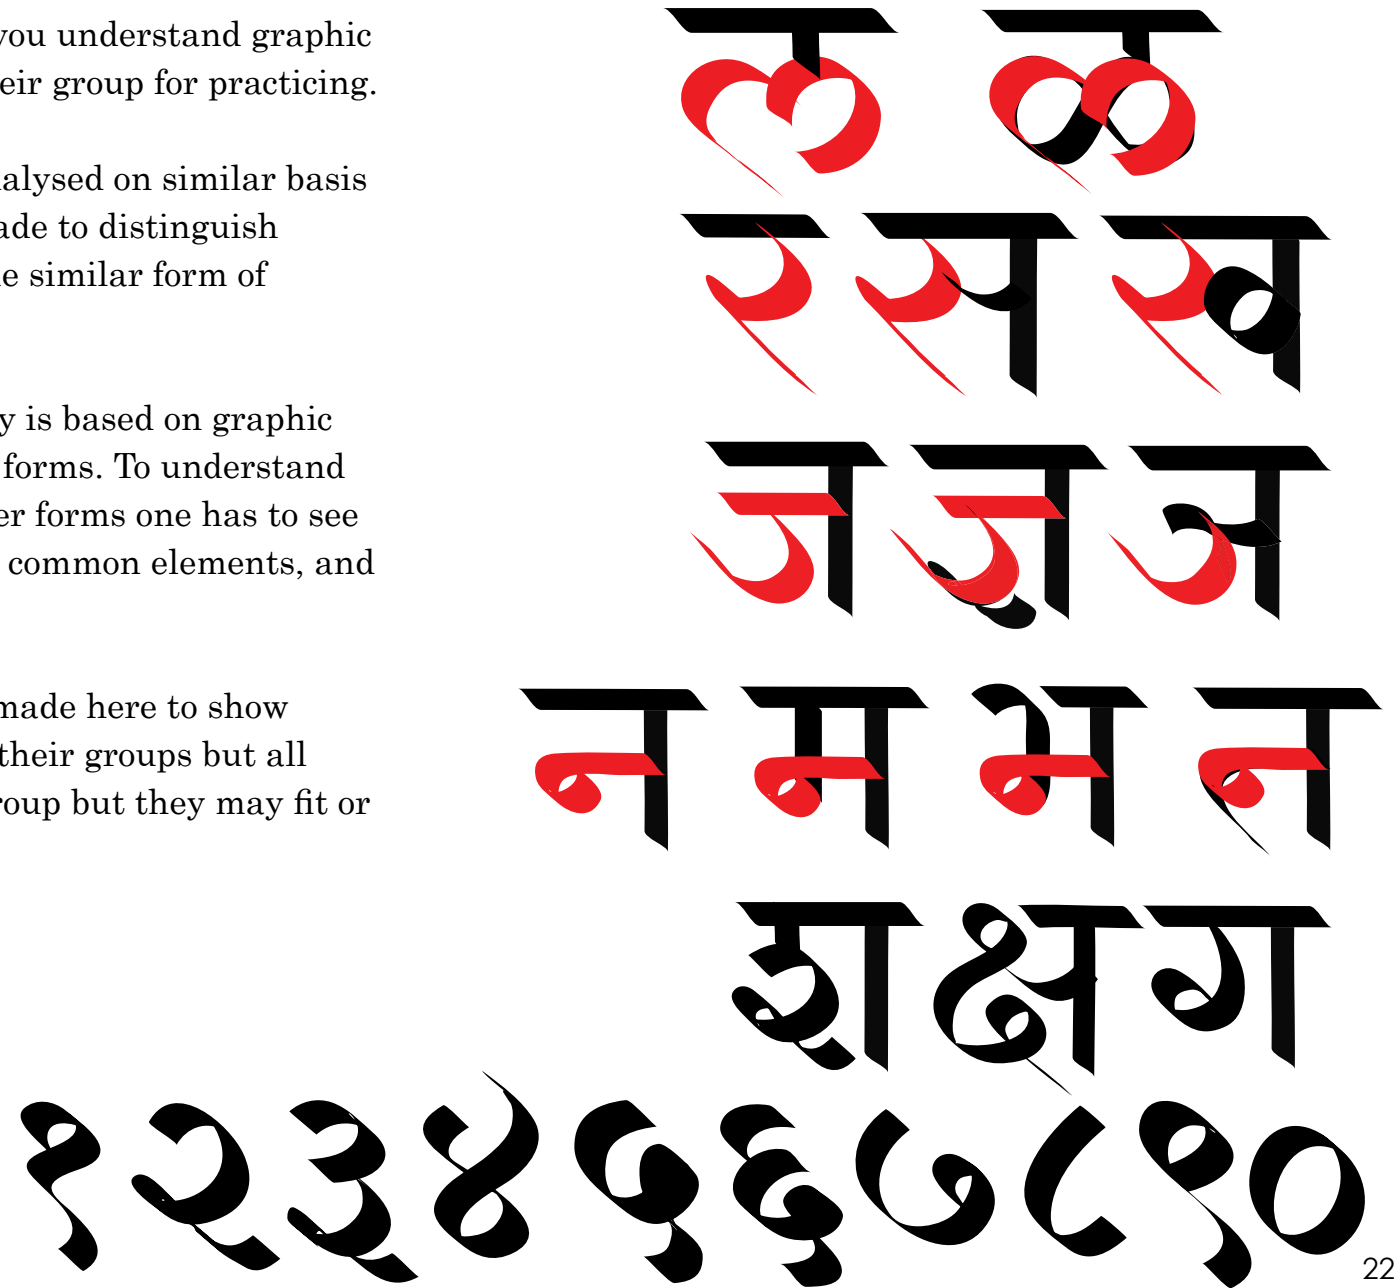 you understand graphic
eir group for practicing.
alysed on similar basis
ade to distinguish
e similar form of
y is based on graphic
forms. To understand
er forms one has to see
common elements, and
made here to show
their groups but all
roup but they may fit or
ल ळ
र स ख
ज ज्ञ ञ
न म भ त
श क्ष ग
१ २ ३ ४ ५ ६ ७ ८ ९ ०
22